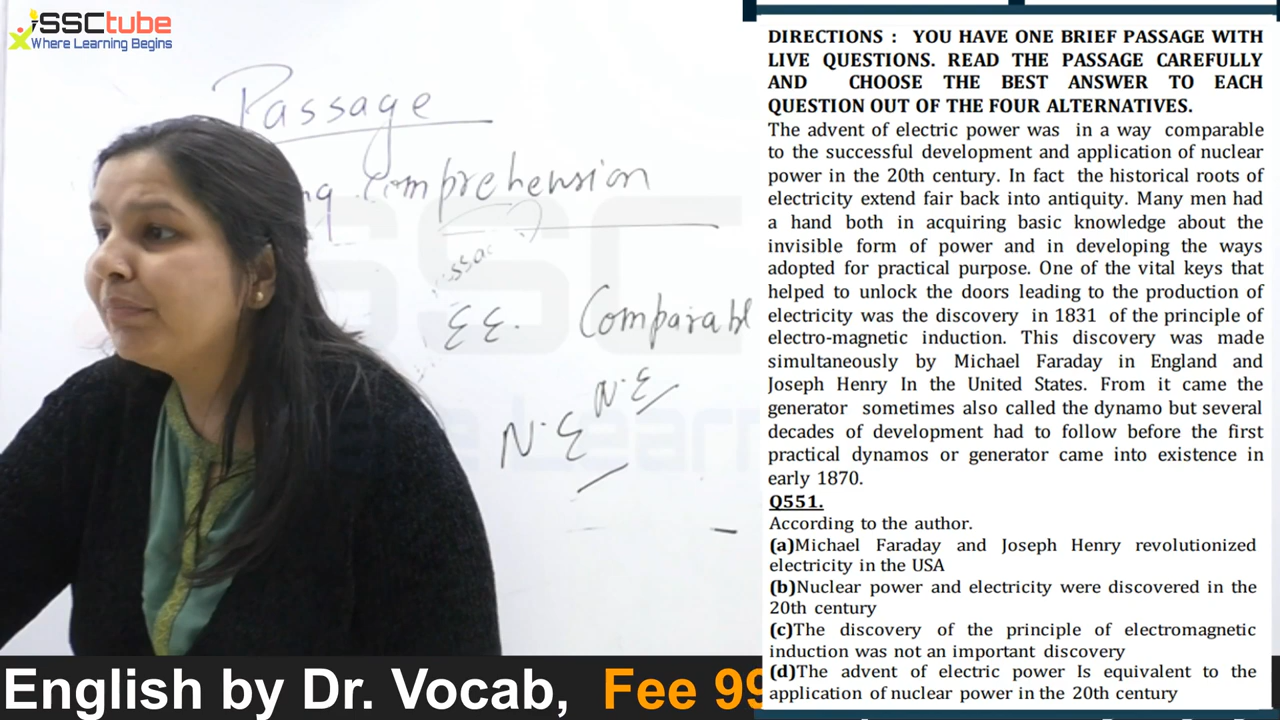 SSCtube
Where Learning Begins
Passage
ng Comprehension
EE. Comparabl
N.E
N.E
English by Dr. Vocab, Fee 99
DIRECTIONS : YOU HAVE ONE BRIEF PASSAGE WITH
LIVE QUESTIONS. READ THE PASSAGE CAREFULLY
AND CHOOSE THE BEST ANSWER TO EACH
QUESTION OUT OF THE FOUR ALTERNATIVES.
The advent of electric power was in a way comparable
to the successful development and application of nuclear
power in the 20th century. In fact the historical roots of
electricity extend fair back into antiquity. Many men had
a hand both in acquiring basic knowledge about the
invisible form of power and in developing the ways
adopted for practical purpose. One of the vital keys that
helped to unlock the doors leading to the production of
electricity was the discovery in 1831 of the principle of
electro-magnetic induction. This discovery was made
simultaneously by Michael Faraday in England and
Joseph Henry In the United States. From it came the
generator sometimes also called the dynamo but several
decades of development had to follow before the first
practical dynamos or generator came into existence in
early 1870.
Q551.
According to the author.
(a)Michael Faraday and Joseph Henry revolutionized
electricity in the USA
(b)Nuclear power and electricity were discovered in the
20th century
(c)The discovery of the principle of electromagnetic
induction was not an important discovery
(d)The advent of electric power Is equivalent to the
application of nuclear power in the 20th century